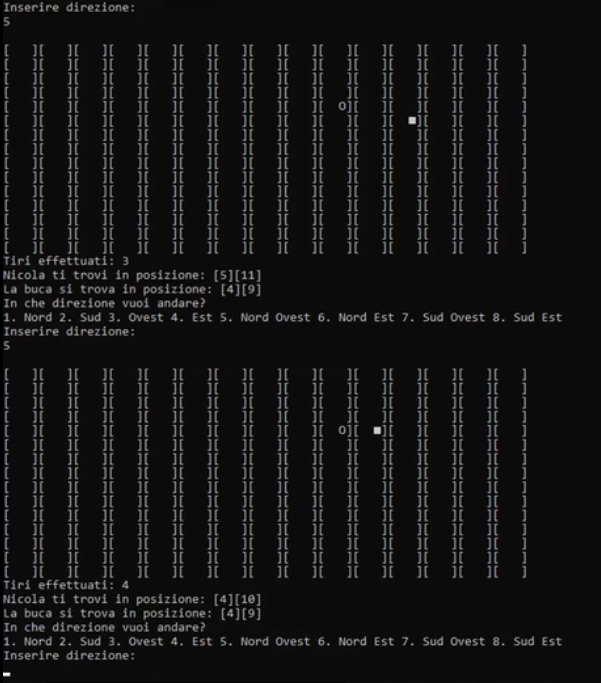 Inserire direzione:
5
[   ][   ][   ][   ][   ][   ][   ][   ][   ][   ][   ][   ][   ][   ][   ]
[   ][   ][   ][   ][   ][   ][   ][   ][   ][   ][   ][   ][   ][   ][   ]
[   ][   ][   ][   ][   ][   ][   ][   ][   ][   ][   ][   ][   ][   ][   ]
[   ][   ][   ][   ][   ][   ][   ][   ][   ][   ][   ][   ][   ][   ][   ]
[   ][   ][   ][   ][   ][   ][   ][   ][   ][  O][   ][   ][   ][   ][   ]
[   ][   ][   ][   ][   ][   ][   ][   ][   ][   ][   ][  ■][   ][   ][   ]
[   ][   ][   ][   ][   ][   ][   ][   ][   ][   ][   ][   ][   ][   ][   ]
[   ][   ][   ][   ][   ][   ][   ][   ][   ][   ][   ][   ][   ][   ][   ]
[   ][   ][   ][   ][   ][   ][   ][   ][   ][   ][   ][   ][   ][   ][   ]
[   ][   ][   ][   ][   ][   ][   ][   ][   ][   ][   ][   ][   ][   ][   ]
[   ][   ][   ][   ][   ][   ][   ][   ][   ][   ][   ][   ][   ][   ][   ]
[   ][   ][   ][   ][   ][   ][   ][   ][   ][   ][   ][   ][   ][   ][   ]
[   ][   ][   ][   ][   ][   ][   ][   ][   ][   ][   ][   ][   ][   ][   ]
[   ][   ][   ][   ][   ][   ][   ][   ][   ][   ][   ][   ][   ][   ][   ]
[   ][   ][   ][   ][   ][   ][   ][   ][   ][   ][   ][   ][   ][   ][   ]
Tiri effettuati: 3
Nicola ti trovi in posizione: [5][11]
La buca si trova in posizione: [4][9]
In che direzione vuoi andare?
1. Nord 2. Sud 3. Ovest 4. Est 5. Nord Ovest 6. Nord Est 7. Sud Ovest 8. Sud Est
Inserire direzione:
5
[   ][   ][   ][   ][   ][   ][   ][   ][   ][   ][   ][   ][   ][   ][   ]
[   ][   ][   ][   ][   ][   ][   ][   ][   ][   ][   ][   ][   ][   ][   ]
[   ][   ][   ][   ][   ][   ][   ][   ][   ][   ][   ][   ][   ][   ][   ]
[   ][   ][   ][   ][   ][   ][   ][   ][   ][   ][   ][   ][   ][   ][   ]
[   ][   ][   ][   ][   ][   ][   ][   ][   ][  O][  ■][   ][   ][   ][   ]
[   ][   ][   ][   ][   ][   ][   ][   ][   ][   ][   ][   ][   ][   ][   ]
[   ][   ][   ][   ][   ][   ][   ][   ][   ][   ][   ][   ][   ][   ][   ]
[   ][   ][   ][   ][   ][   ][   ][   ][   ][   ][   ][   ][   ][   ][   ]
[   ][   ][   ][   ][   ][   ][   ][   ][   ][   ][   ][   ][   ][   ][   ]
[   ][   ][   ][   ][   ][   ][   ][   ][   ][   ][   ][   ][   ][   ][   ]
[   ][   ][   ][   ][   ][   ][   ][   ][   ][   ][   ][   ][   ][   ][   ]
[   ][   ][   ][   ][   ][   ][   ][   ][   ][   ][   ][   ][   ][   ][   ]
[   ][   ][   ][   ][   ][   ][   ][   ][   ][   ][   ][   ][   ][   ][   ]
[   ][   ][   ][   ][   ][   ][   ][   ][   ][   ][   ][   ][   ][   ][   ]
[   ][   ][   ][   ][   ][   ][   ][   ][   ][   ][   ][   ][   ][   ][   ]
Tiri effettuati: 4
Nicola ti trovi in posizione: [4][10]
La buca si trova in posizione: [4][9]
In che direzione vuoi andare?
1. Nord 2. Sud 3. Ovest 4. Est 5. Nord Ovest 6. Nord Est 7. Sud Ovest 8. Sud Est
Inserire direzione: